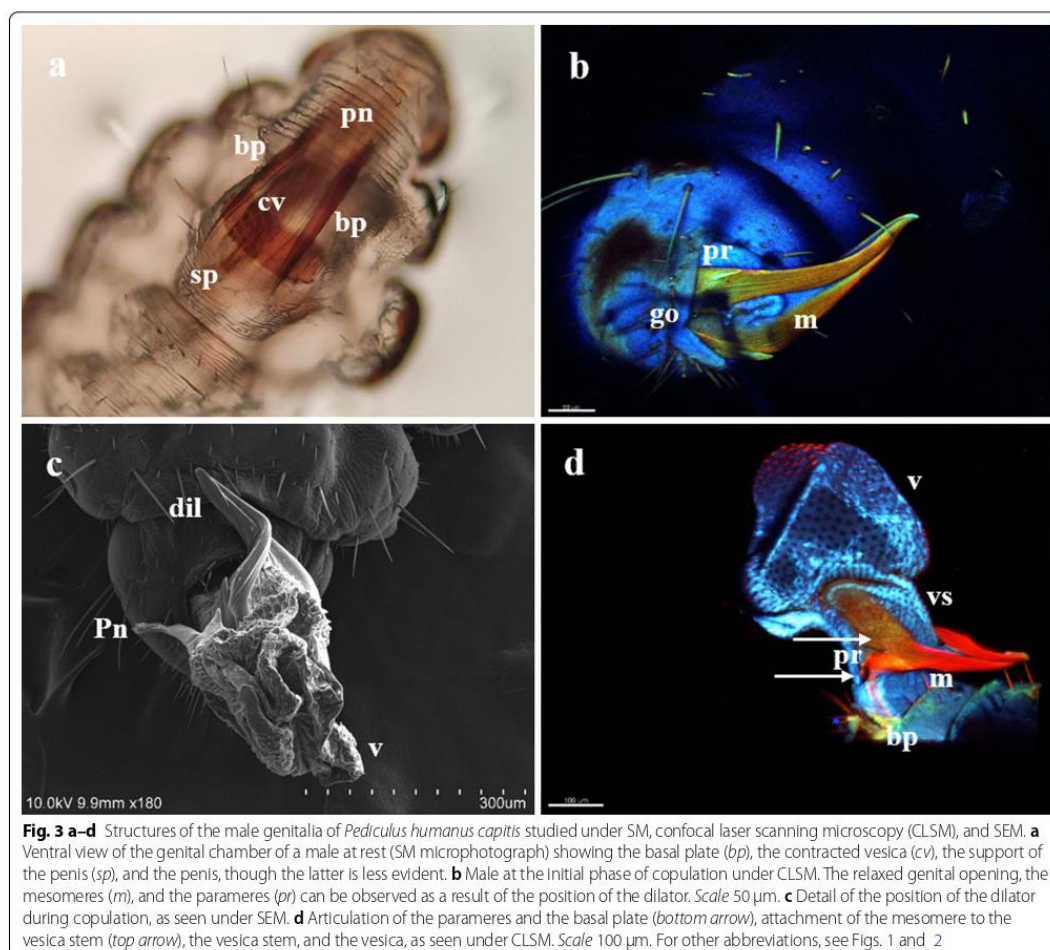 a
pn
bp
cv
bp
sp
b
pr
go
m
c
dil
Pn
v
10.0kV 9.9mm x180
300um
d
v
vs
pr
m
bp
100 μm
Fig. 3 a–d Structures of the male genitalia of Pediculus humanus capitis studied under SM, confocal laser scanning microscopy (CLSM), and SEM. a
Ventral view of the genital chamber of a male at rest (SM microphotograph) showing the basal plate (bp), the contracted vesica (cv), the support of
the penis (sp), and the penis, though the latter is less evident. b Male at the initial phase of copulation under CLSM. The relaxed genital opening, the
mesomeres (m), and the parameres (pr) can be observed as a result of the position of the dilator. Scale 50 μm. c Detail of the position of the dilator
during copulation, as seen under SEM. d Articulation of the parameres and the basal plate (bottom arrow), attachment of the mesomere to the
vesica stem (top arrow), the vesica stem, and the vesica, as seen under CLSM. Scale 100 μm. For other abbreviations, see Figs. 1 and 2